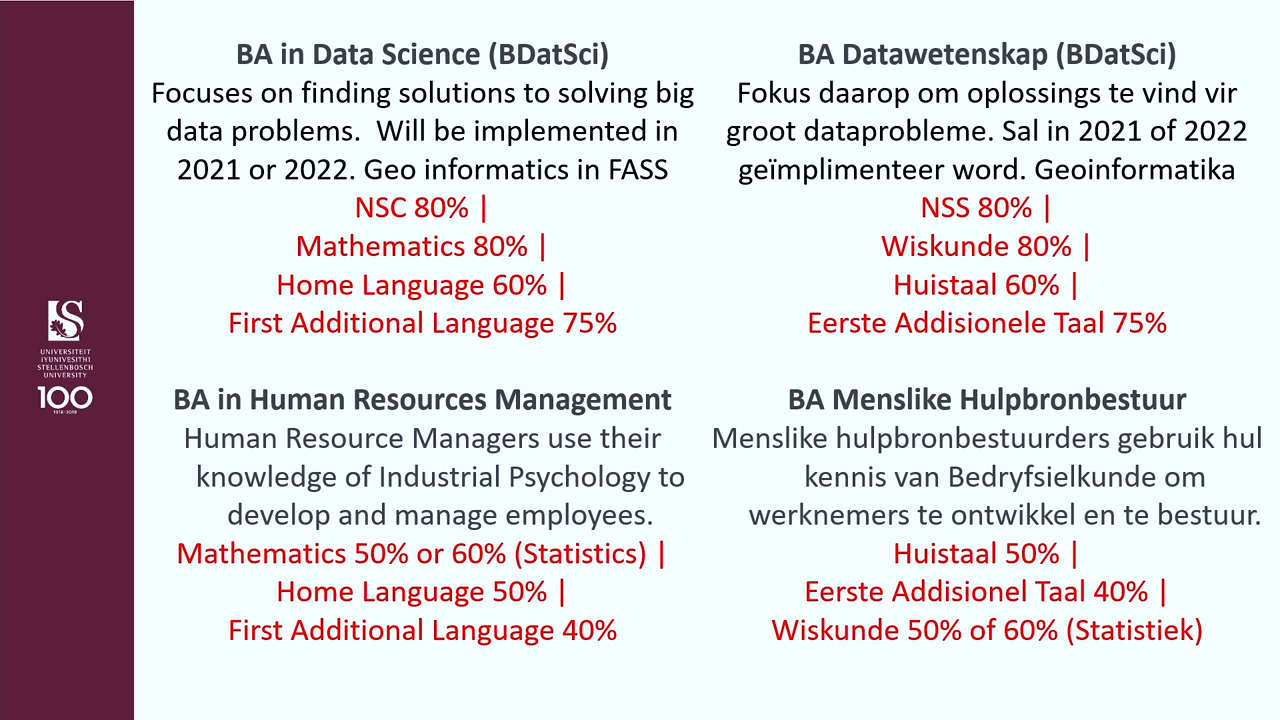 BA in Data Science (BDatSci)
Focuses on finding solutions to solving big
data problems.  Will be implemented in
2021 or 2022. Geo informatics in FASS
NSC 80% |
Mathematics 80% |
Home Language 60% |
First Additional Language 75%
BA in Human Resources Management
Human Resource Managers use their
knowledge of Industrial Psychology to
develop and manage employees.
Mathematics 50% or 60% (Statistics) |
Home Language 50% |
First Additional Language 40%
BA Datawetenskap (BDatSci)
Fokus daarop om oplossings te vind vir
groot dataprobleme. Sal in 2021 of 2022
geïmplimenteer word. Geoinformatika
NSS 80% |
Wiskunde 80% |
Huistaal 60% |
Eerste Addisionele Taal 75%
BA Menslike Hulpbronbestuur
Menslike hulpbronbestuurders gebruik hul
kennis van Bedryfsielkunde om
werknemers te ontwikkel en te bestuur.
Huistaal 50% |
Eerste Addisionel Taal 40% |
Wiskunde 50% of 60% (Statistiek)
UNIVERSITEIT
iYUNIVESITHI
STELLENBOSCH
UNIVERSITY
100
1918·2018